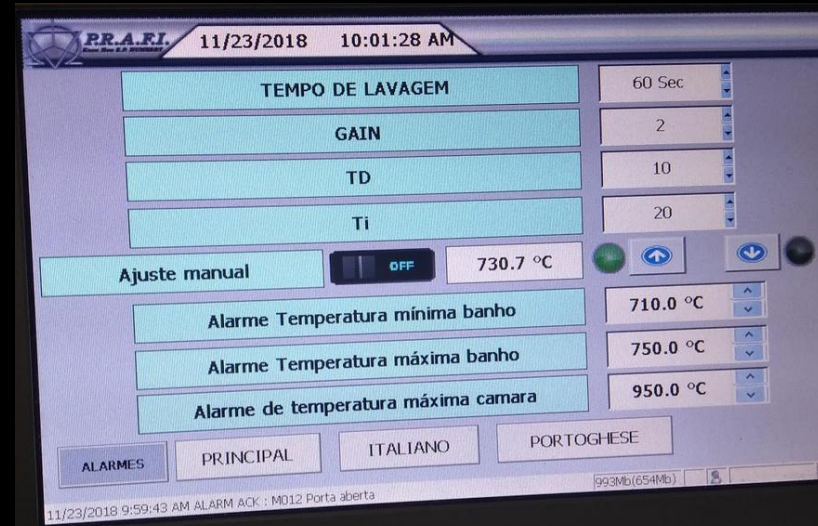 P.R.A.F.I.
11/23/2018 10:01:28 AM
TEMPO DE LAVAGEM 60 Sec
GAIN 2
TD 10
Ti 20
Ajuste manual OFF 730.7 °C
Alarme Temperatura mínima banho 710.0 °C
Alarme Temperatura máxima banho 750.0 °C
Alarme de temperatura máxima camara 950.0 °C
ALARMES PRINCIPAL ITALIANO PORTOGHESE
993Mb(654Mb)
11/23/2018 9:59:43 AM ALARM ACK : M012 Porta aberta